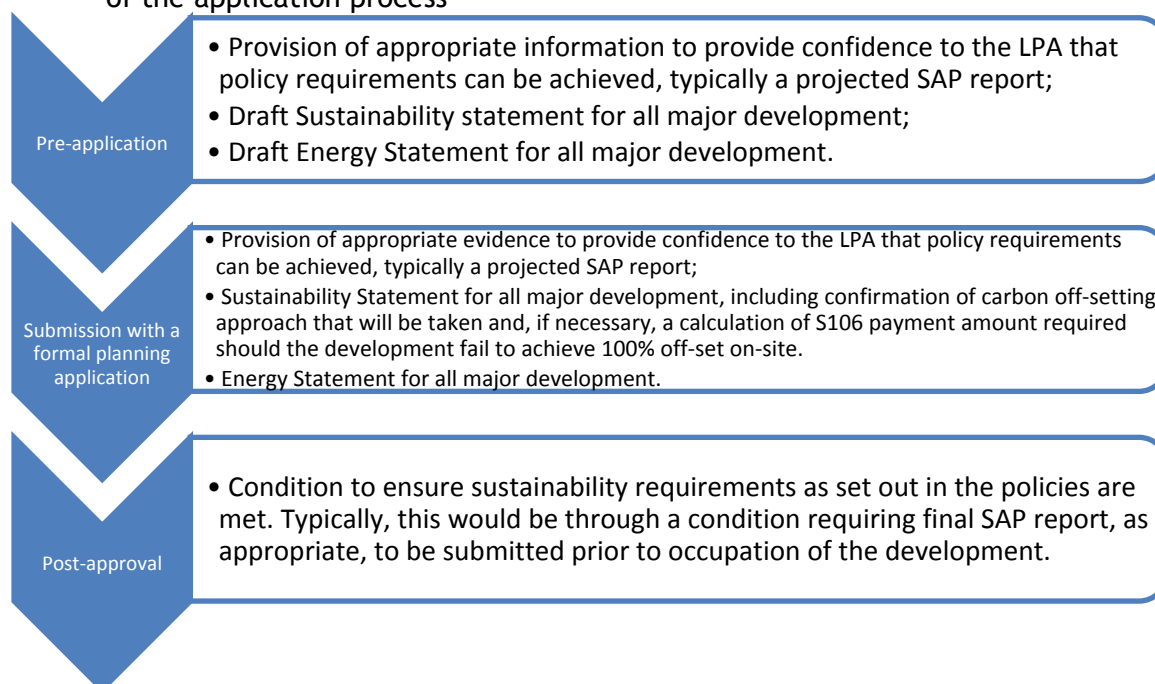 of the application process
Pre-application
• Provision of appropriate information to provide confidence to the LPA that
policy requirements can be achieved, typically a projected SAP report;
• Draft Sustainability statement for all major development;
• Draft Energy Statement for all major development.
Submission with a
formal planning
application
• Provision of appropriate evidence to provide confidence to the LPA that policy requirements
can be achieved, typically a projected SAP report;
• Sustainability Statement for all major development, including confirmation of carbon off-setting
approach that will be taken and, if necessary, a calculation of S106 payment amount required
should the development fail to achieve 100% off-set on-site.
• Energy Statement for all major development.
Post-approval
• Condition to ensure sustainability requirements as set out in the policies are
met. Typically, this would be through a condition requiring final SAP report, as
appropriate, to be submitted prior to occupation of the development.